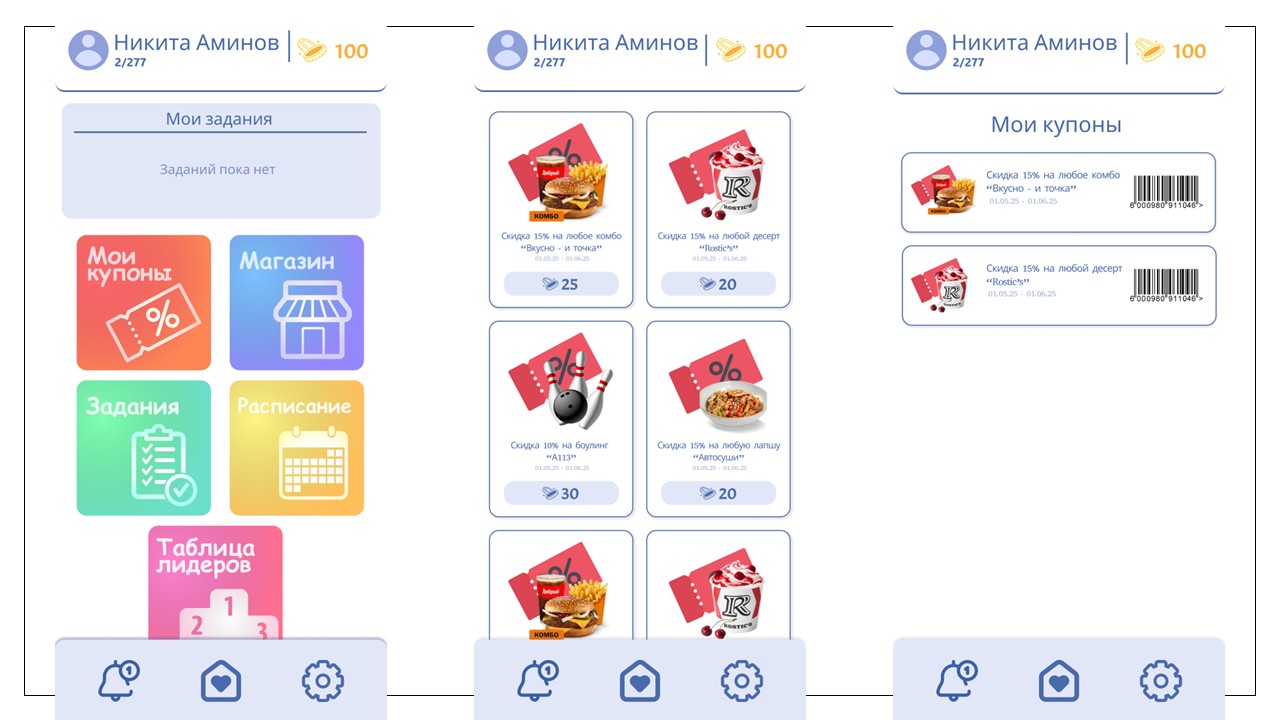 Никита Аминов
2/277
100
Мои задания
Заданий пока нет
Мои
купоны
%
Магазин
Задания
Расписание
Таблица
лидеров
1
2
3
1
Никита Аминов
2/277
100
%
Добрый
КОМБО
Скидка 15% на любое комбо
“Вкусно - и точка”
01.05.25 - 01.06.25
25
R
ROSTIC'S
Скидка 15% на любой десерт
“Rostic’s”
01.05.25 - 01.06.25
20
%
Скидка 10% на боулинг
“А113”
01.05.25 - 01.06.25
30
%
Скидка 15% на любую лапшу
“Автосуши”
01.05.25 - 01.06.25
20
%
Добрый
КОМБО
R
ROSTIC'S
1
Никита Аминов
2/277
100
Мои купоны
КОМБО
Скидка 15% на любое комбо
“Вкусно - и точка”
01.05.25 - 01.06.25
6 000980 911046 >
R
Скидка 15% на любой десерт
“Rostic’s”
01.05.25 - 01.06.25
6 000980 911046 >
1